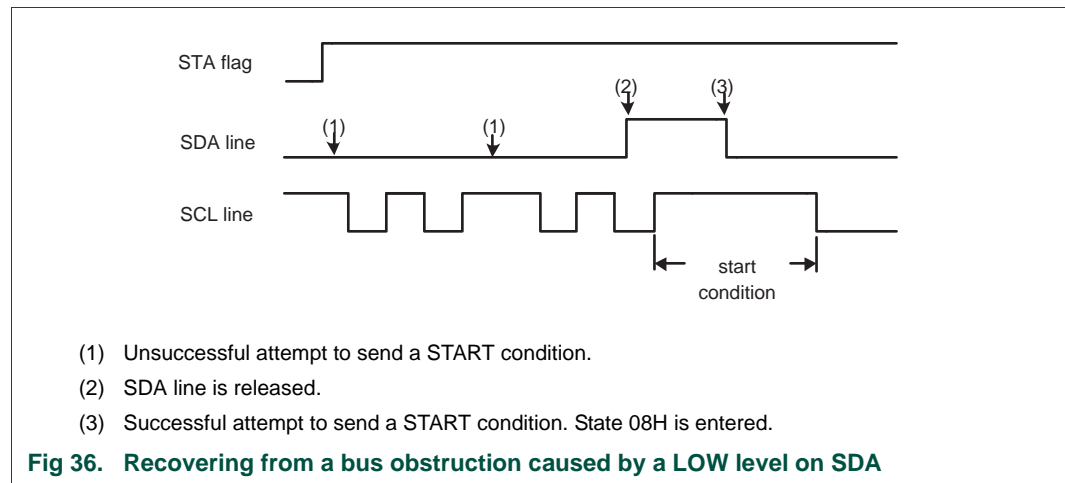 STA flag
(2) (3)
(1) (1)
SDA line
SCL line
start
condition
(1) Unsuccessful attempt to send a START condition.
(2) SDA line is released.
(3) Successful attempt to send a START condition. State 08H is entered.
Fig 36. Recovering from a bus obstruction caused by a LOW level on SDA